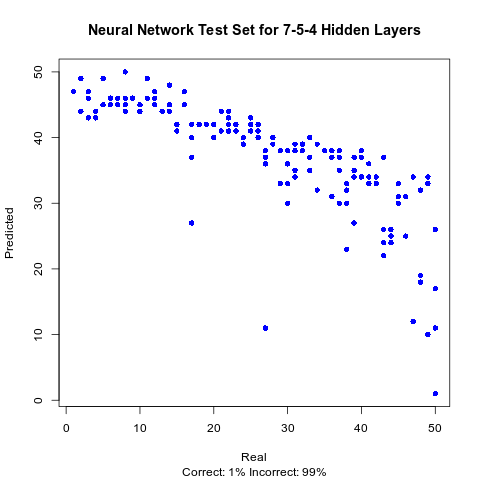 Neural Network Test Set for 7-5-4 Hidden Layers
Predicted
50
40
30
20
10
0
0 10 20 30 40 50
Real
Correct: 1% Incorrect: 99%